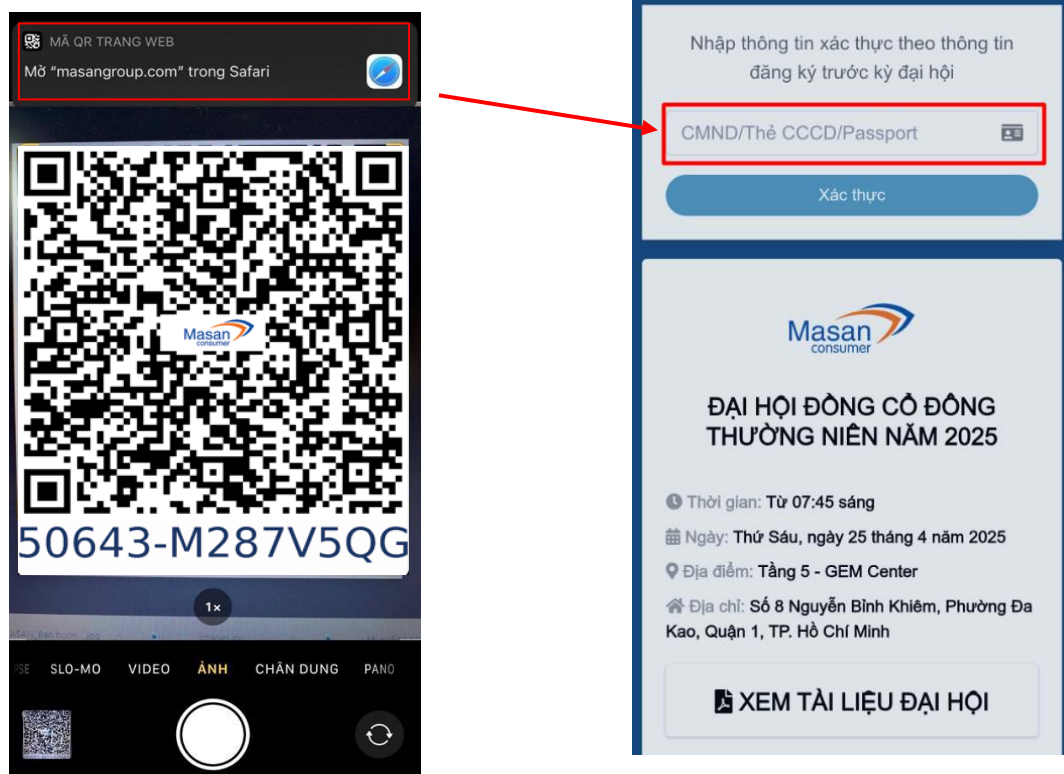 MÃ QR TRANG WEB
Mở “masangroup.com” trong Safari
Masan
consumer
50643-M287V5QG
1×
SLO-MO VIDEO ẢNH CHÂN DUNG PANO
Nhập thông tin xác thực theo thông tin
đăng ký trước kỳ đại hội
CMND/Thẻ CCCD/Passport
Xác thực
Masan
consumer
ĐẠI HỘI ĐỒNG CỔ ĐÔNG
THƯỜNG NIÊN NĂM 2025
Thời gian: Từ 07:45 sáng
Ngày: Thứ Sáu, ngày 25 tháng 4 năm 2025
Địa điểm: Tầng 5 - GEM Center
Địa chỉ: Số 8 Nguyễn Bỉnh Khiêm, Phường Đa
Kao, Quận 1, TP. Hồ Chí Minh
XEM TÀI LIỆU ĐẠI HỘI